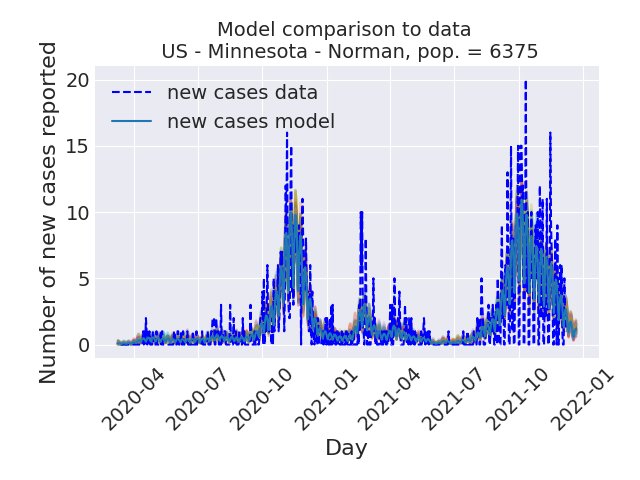 Model comparison to data
US - Minnesota - Norman, pop. = 6375
Number of new cases reported
20
15
10
5
0
new cases data
new cases model
2020-04
2020-07
2020-10
2021-01
2021-04
2021-07
2021-10
2022-01
Day